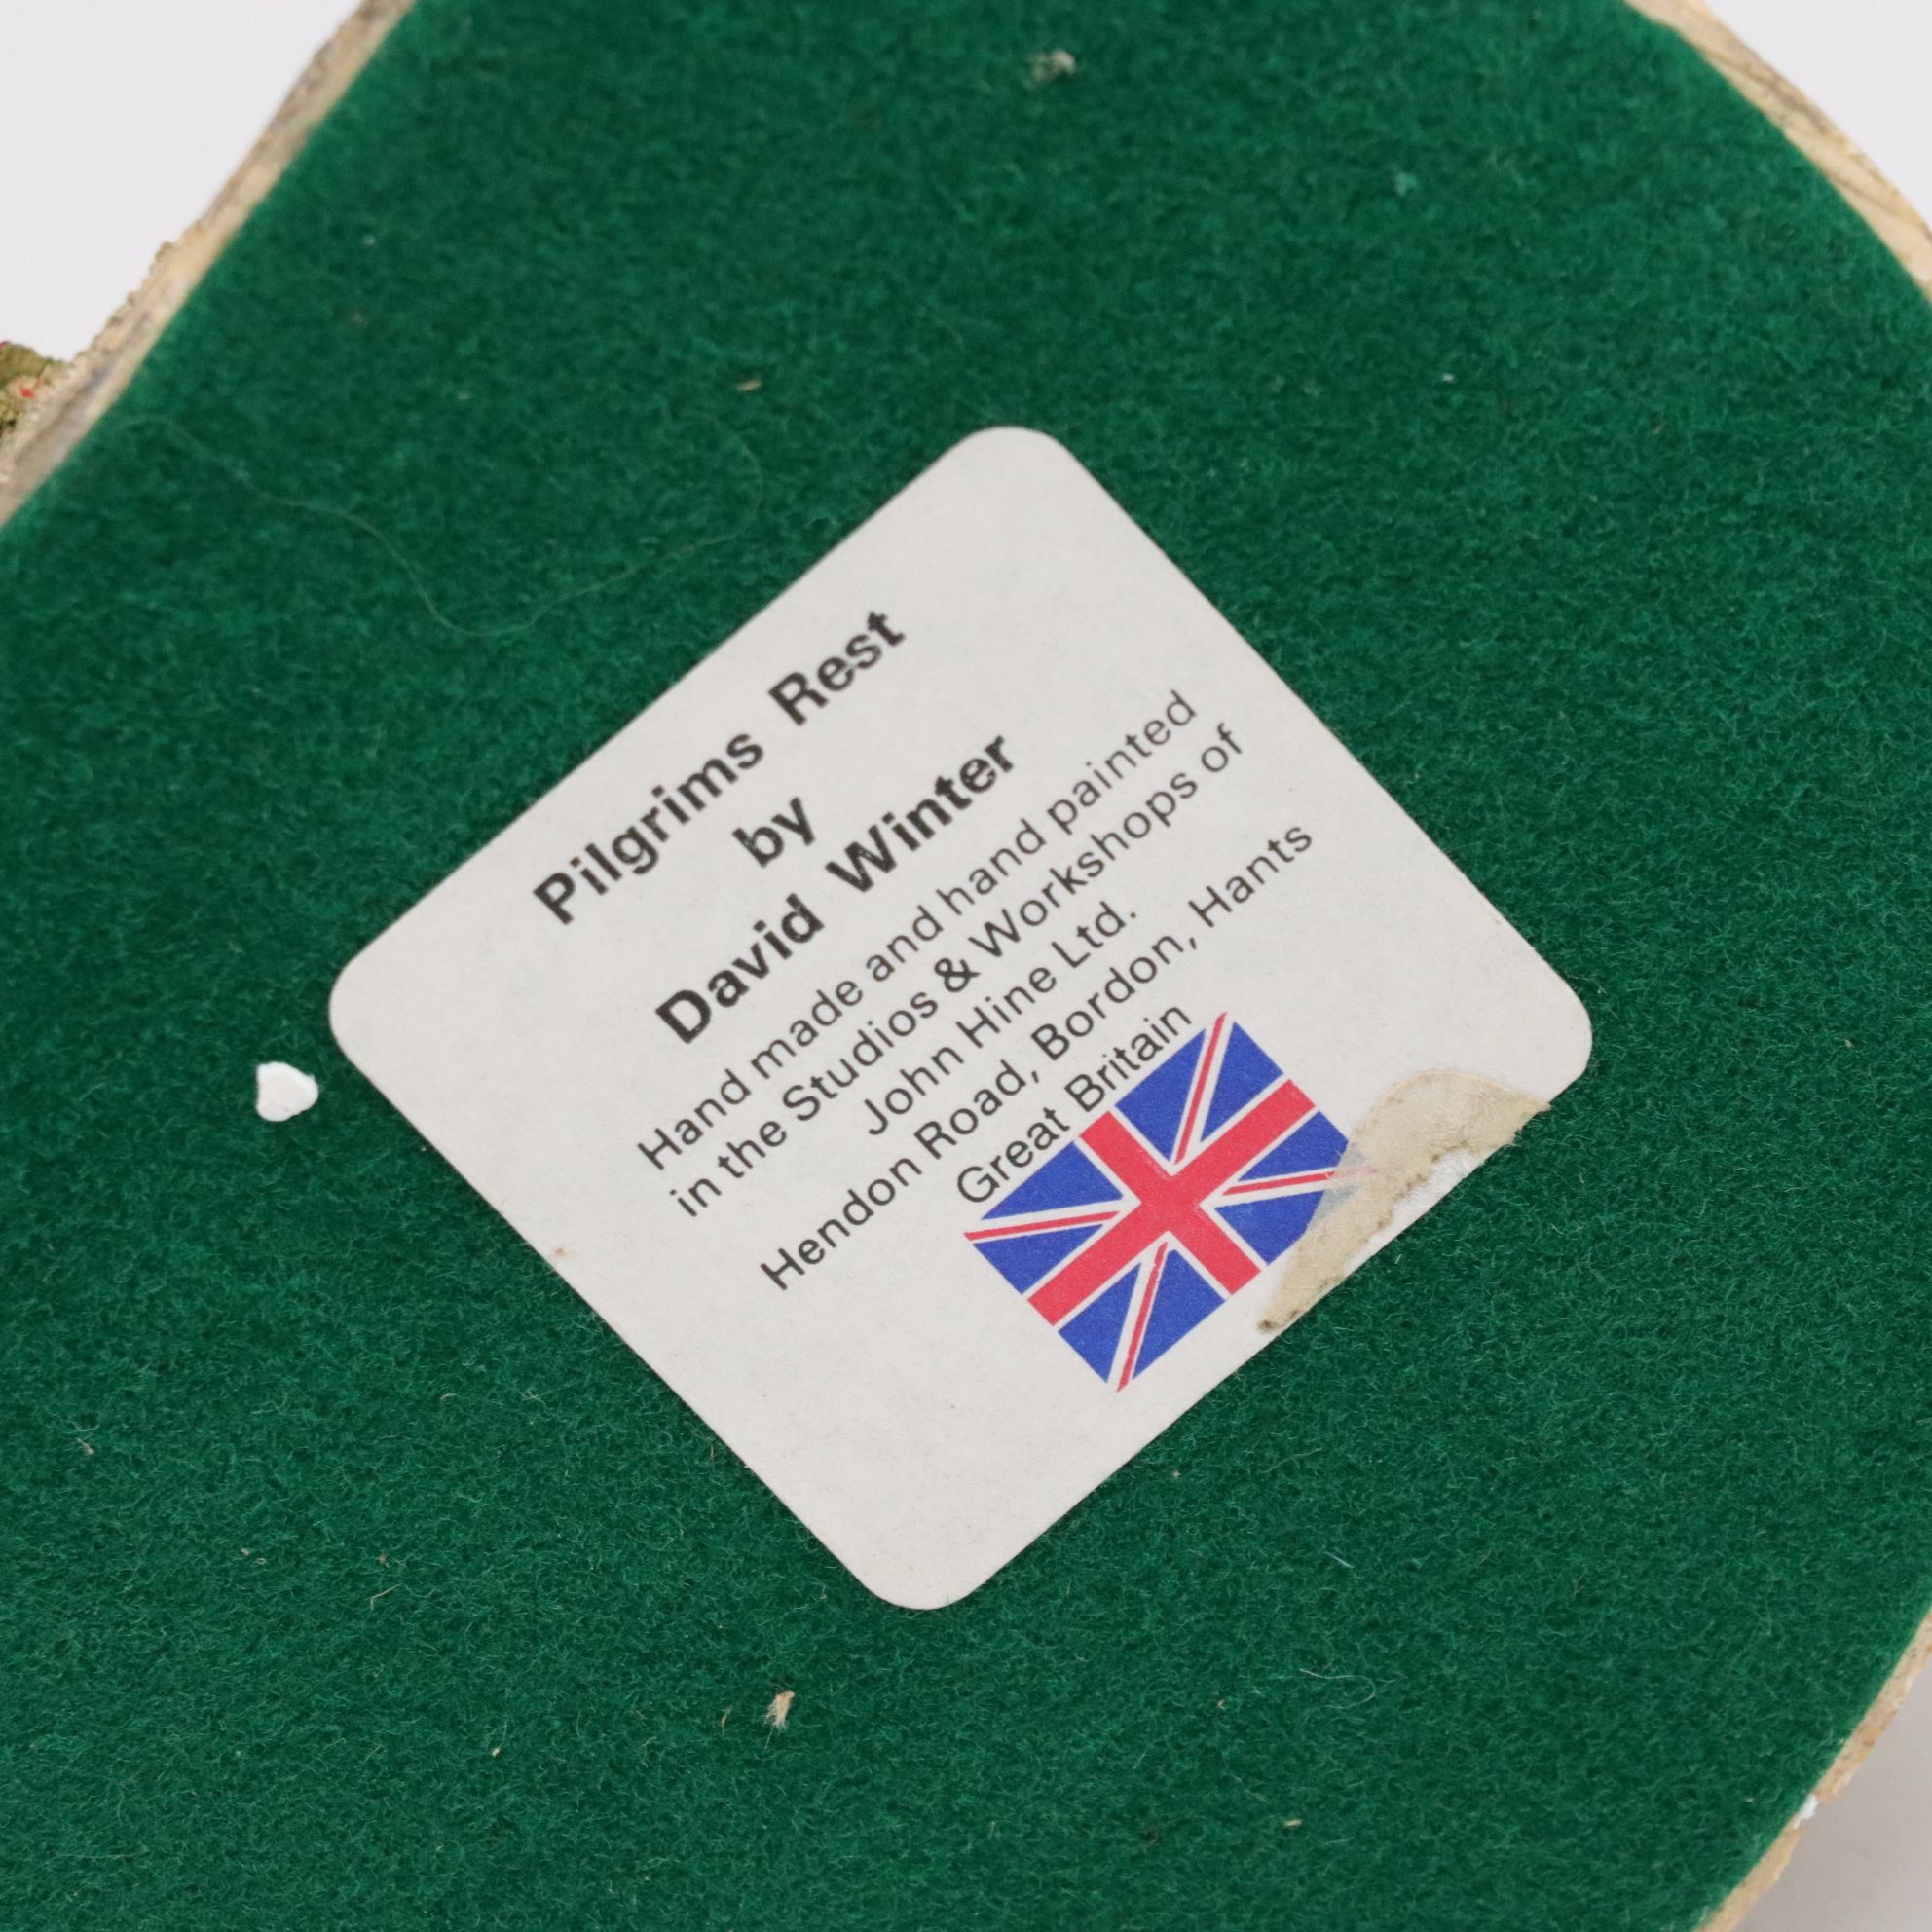 Pilgrims Rest
by
David Winter
Hand made and hand painted
in the Studios & Workshops of
John Hine Ltd.
Hendon Road, Bordon, Hants
Great Britain